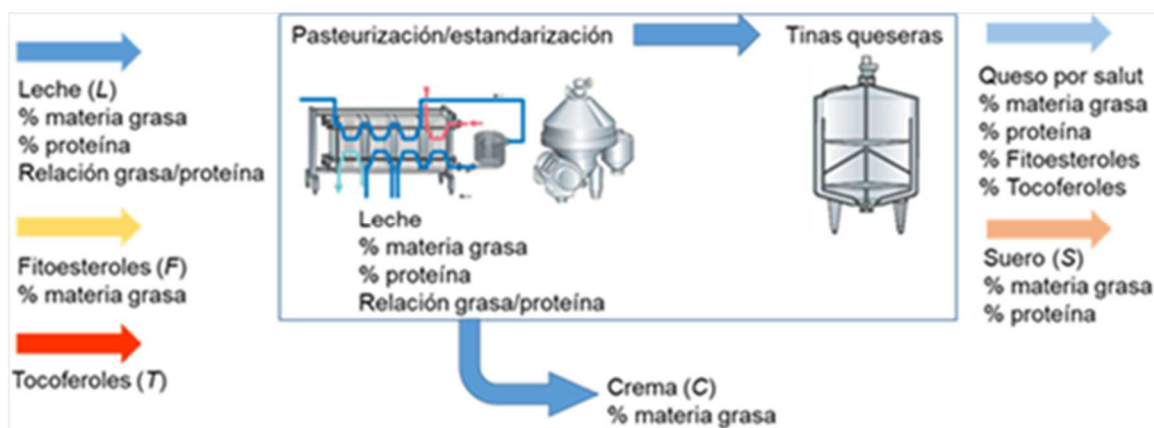 Leche (L)
% materia grasa
% proteína
Relación grasa/proteína
Fitoesteroles (F)
% materia grasa
Tocoferoles (T)
Pasteurización/estandarización
Tinas queseras
Leche
% materia grasa
% proteína
Relación grasa/proteína
Crema (C)
% materia grasa
Queso por salut
% materia grasa
% proteína
% Fitoesteroles
% Tocoferoles
Suero (S)
% materia grasa
% proteína